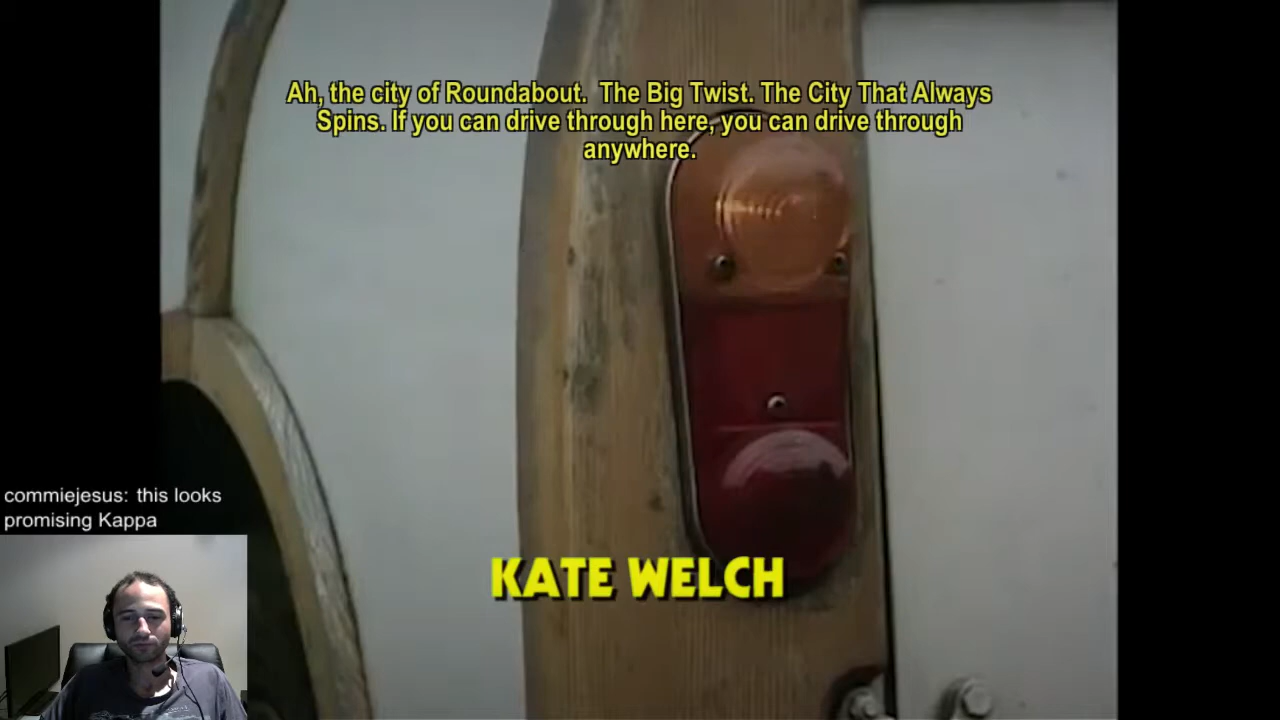 Ah, the city of Roundabout.  The Big Twist. The City That Always
Spins. If you can drive through here, you can drive through
anywhere.
commiejesus: this looks
promising Kappa
KATE WELCH